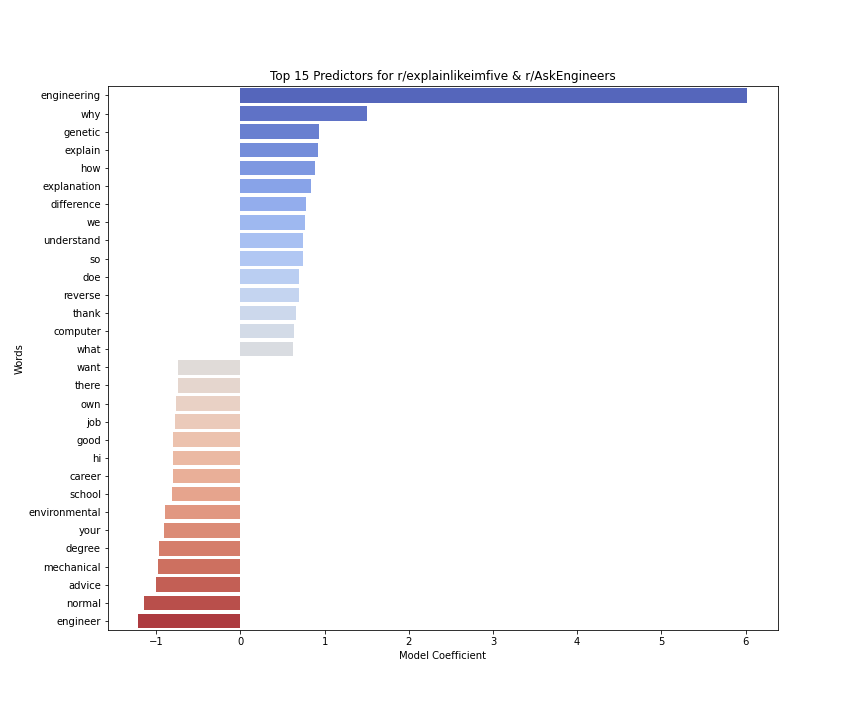 Top 15 Predictors for r/explainlikeimfive & r/AskEngineers
engineering
why
genetic
explain
how
explanation
difference
we
understand
so
doe
reverse
thank
computer
what
want
there
own
job
good
hi
career
school
environmental
your
degree
mechanical
advice
normal
engineer
Words
−1 0 1 2 3 4 5 6
Model Coefficient